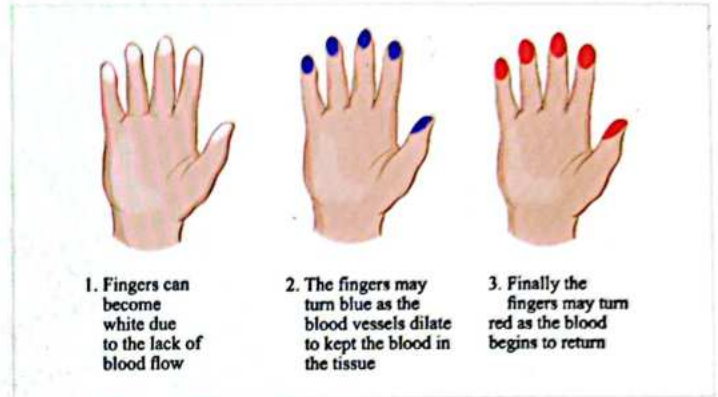 1. Fingers can
become
white due
to the lack of
blood flow
2. The fingers may
turn blue as the
blood vessels dilate
to kept the blood in
the tissue
3. Finally the
fingers may turn
red as the blood
begins to return